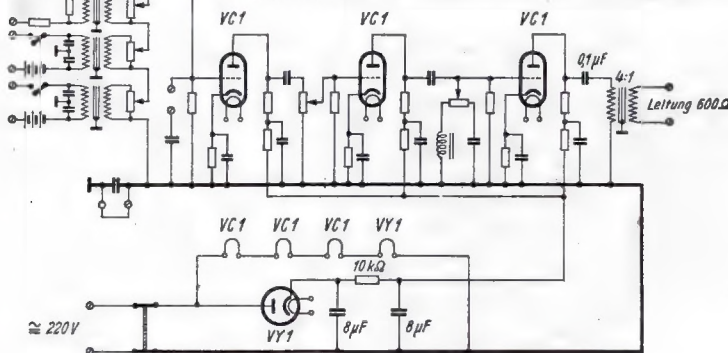 VC1 VC1 VC1
0,1µF
4:1
Leitung 600Ω
VC1 VC1 VC1 VY1
10kΩ
≅ 220V
VY1
8µF 8µF